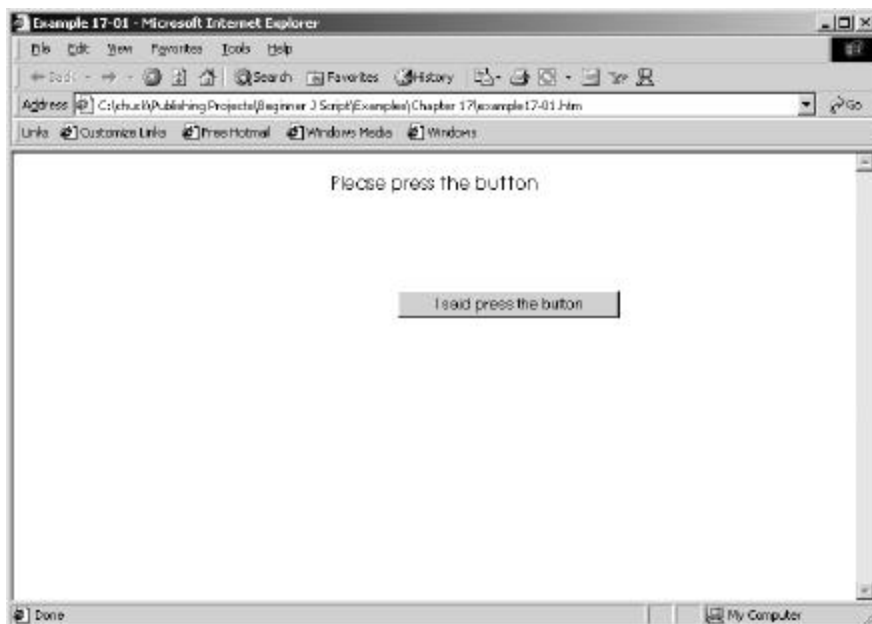 Example 17-01 - Microsoft Internet Explorer
File Edit View Favorites Tools Help
Back Search Favorites History
Address C:\chuck\Publishing Projects\Beginner J Script\Examples\Chapter 17\example17-01.htm Go
Links Customize Links Free Hotmail Windows Media Windows
Please press the button
I said press the button
Done My Computer